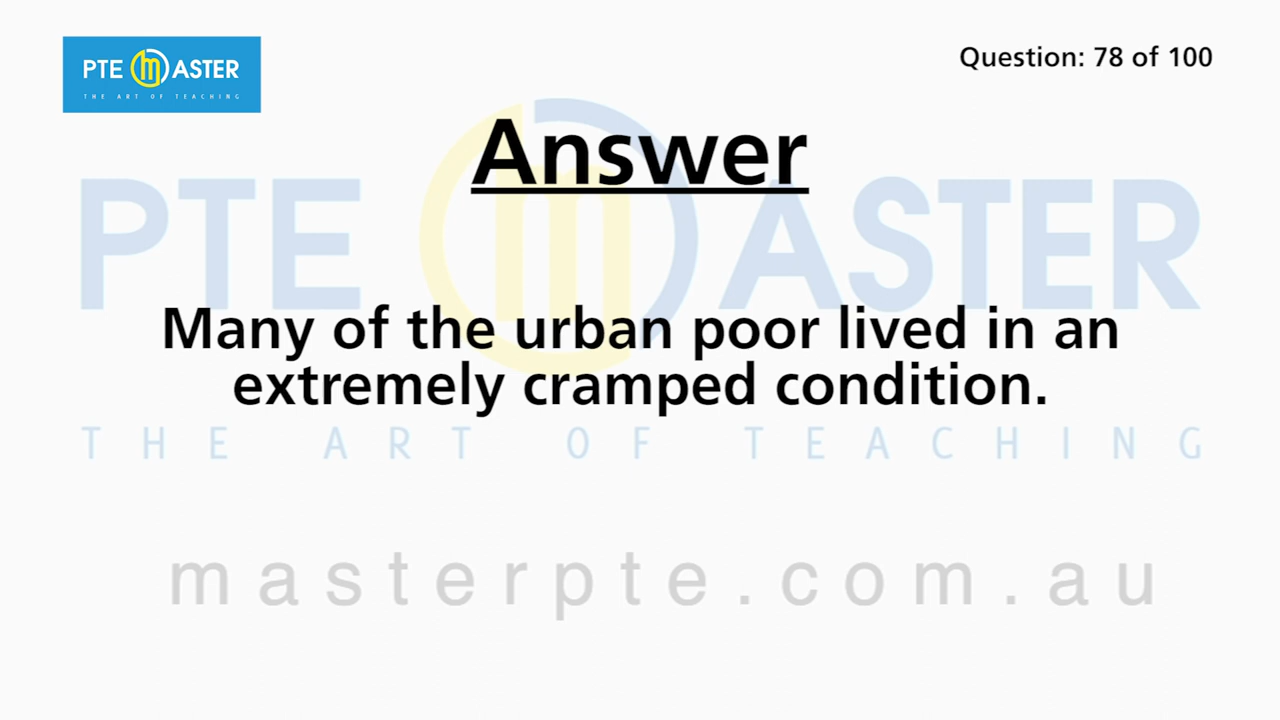 PTE MASTER
THE ART OF TEACHING
Question: 78 of 100
Answer
PTE MASTER
Many of the urban poor lived in an
extremely cramped condition.
THE ART OF TEACHING
masterpte.com.au